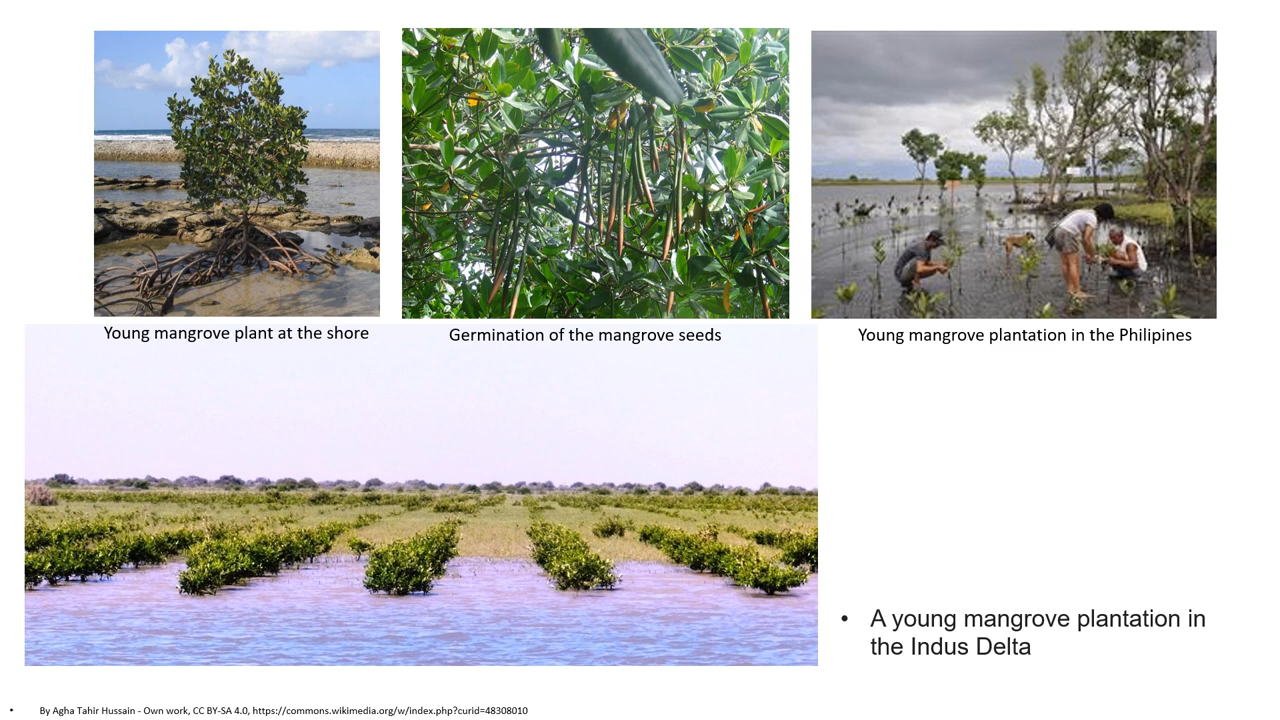 Young mangrove plant at the shore
Germination of the mangrove seeds
Young mangrove plantation in the Philipines
• A young mangrove plantation in
the Indus Delta
• By Agha Tahir Hussain - Own work, CC BY-SA 4.0, https://commons.wikimedia.org/w/index.php?curid=48308010